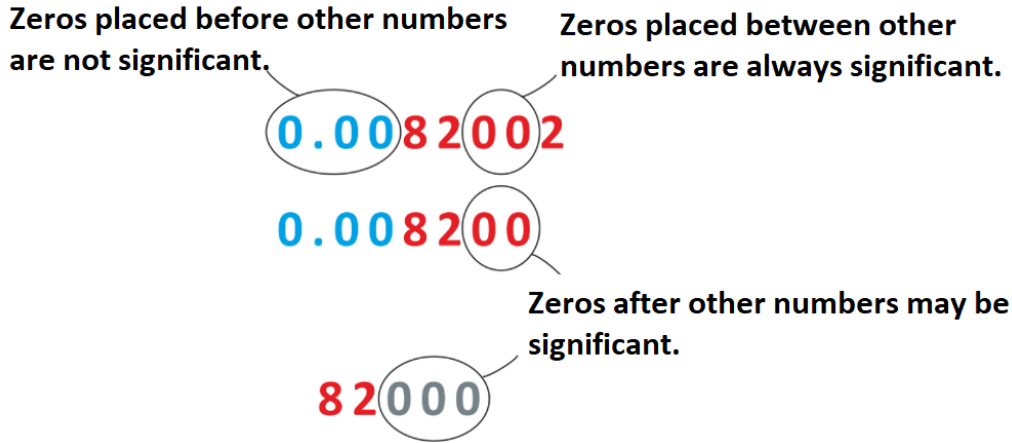 Zeros placed before other numbers
are not significant.
Zeros placed between other
numbers are always significant.
0.0082002
0.008200
Zeros after other numbers may be
significant.
82000